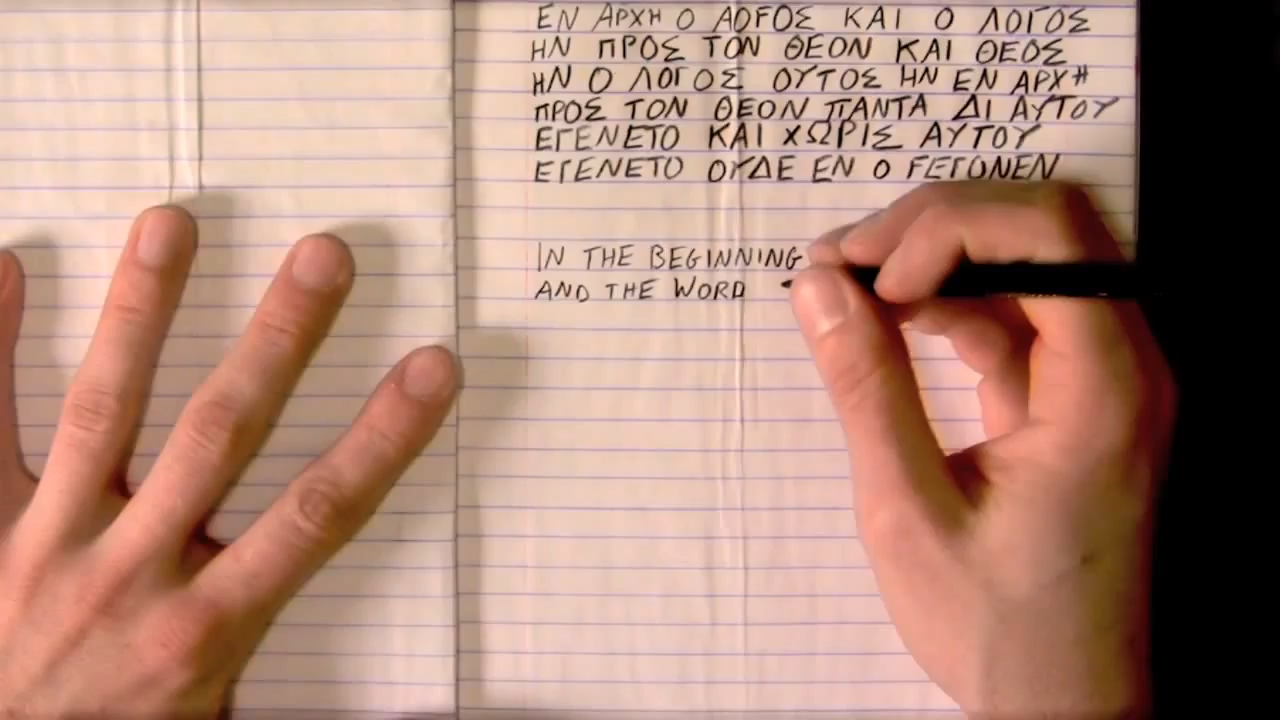 ΕΝ ΑΡΧΗ Ο ΛΟΓΟΣ ΚΑΙ Ο ΛΟΓΟΣ
ΗΝ ΠΡΟΣ ΤΟΝ ΘΕΟΝ ΚΑΙ ΘΕΟΣ
ΗΝ Ο ΛΟΓΟΣ ΟΥΤΟΣ ΗΝ ΕΝ ΑΡΧΗ
ΠΡΟΣ ΤΟΝ ΘΕΟΝ ΠΑΝΤΑ ΔΙ ΑΥΤΟΥ
ΕΓΕΝΕΤΟ ΚΑΙ ΧΩΡΙΣ ΑΥΤΟΥ
ΕΓΕΝΕΤΟ ΟΥΔΕ ΕΝ Ο ΓΕΓΟΝΕΝ
IN THE BEGINNING
AND THE WORD